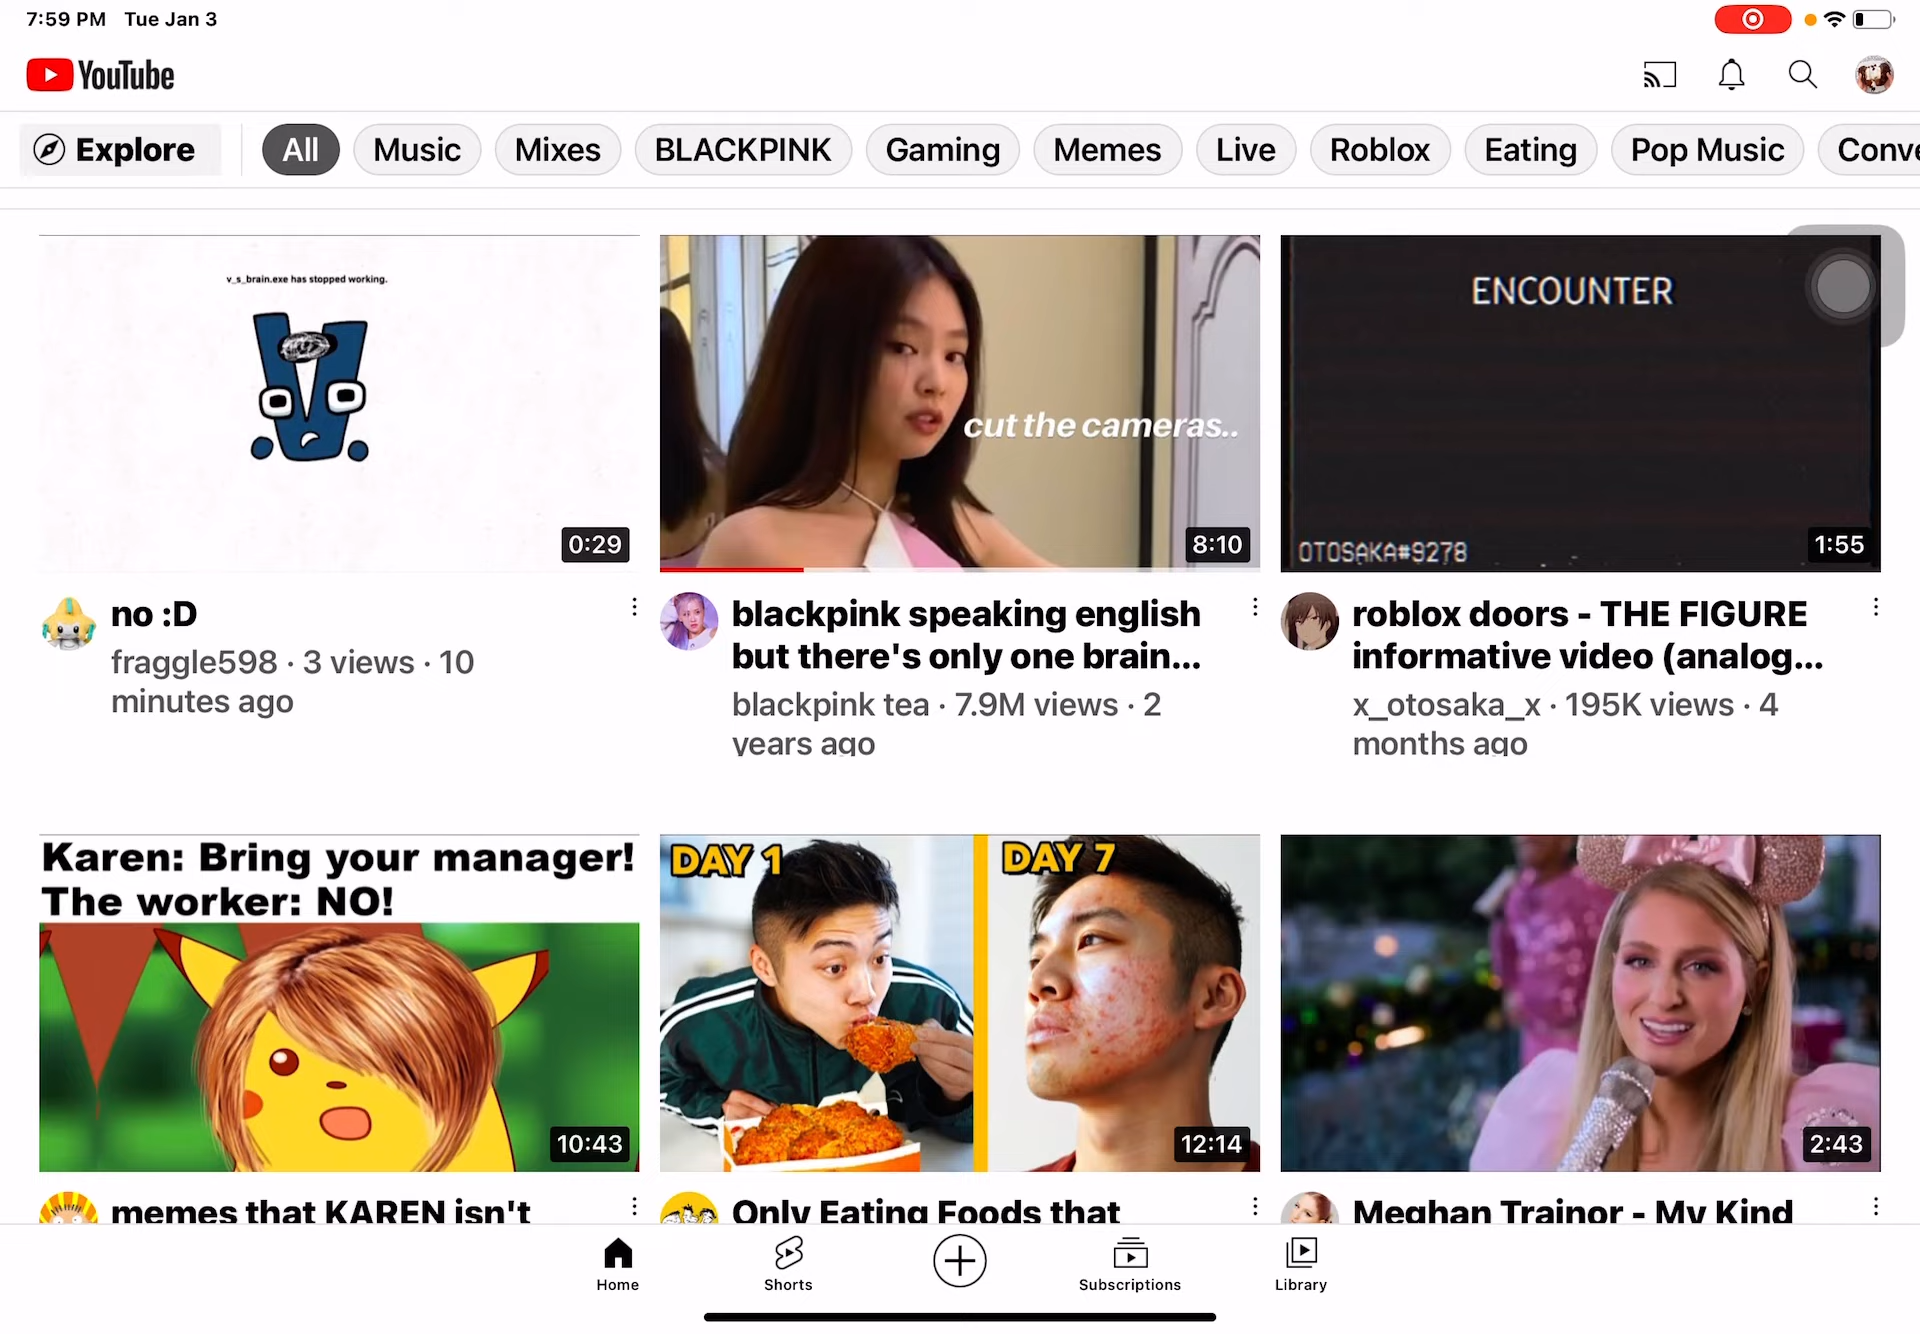 7:59 PM Tue Jan 3
YouTube
Explore
All
Music
Mixes
BLACKPINK
Gaming
Memes
Live
Roblox
Eating
Pop Music
Conve
v_s_brain.exe has stopped working.
0:29
cut the cameras..
8:10
ENCOUNTER
OTOSAKA#9278
1:55
no :D
fraggle598 · 3 views · 10
minutes ago
blackpink speaking english
but there's only one brain...
blackpink tea · 7.9M views · 2
years ago
roblox doors - THE FIGURE
informative video (analog...
x_otosaka_x · 195K views · 4
months ago
Karen: Bring your manager!
The worker: NO!
10:43
DAY 1
DAY 7
12:14
2:43
memes that KAREN isn't
Only Eating Foods that
Meghan Trainor - My Kind
Home
Shorts
Subscriptions
Library